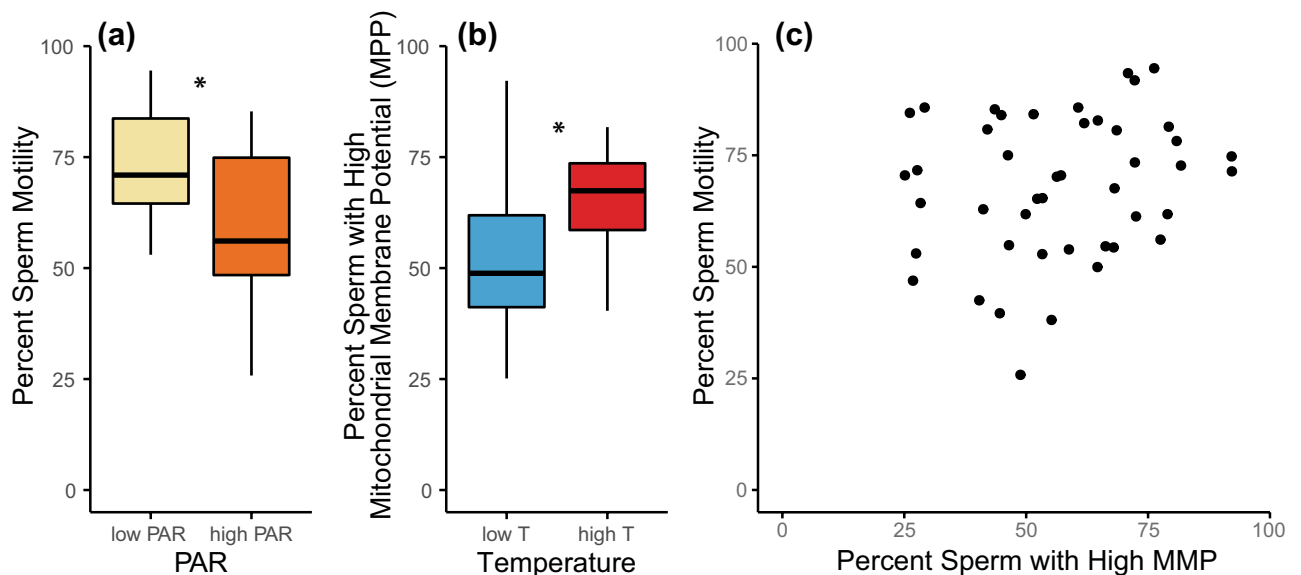 (a)
Percent Sperm Motility
100
75
50
25
0
*
low PAR high PAR
PAR
(b)
Percent Sperm with High
Mitochondrial Membrane Potential (MPP)
100
75
50
25
0
*
low T high T
Temperature
(c)
Percent Sperm Motility
100
75
50
25
0
0 25 50 75 100
Percent Sperm with High MMP